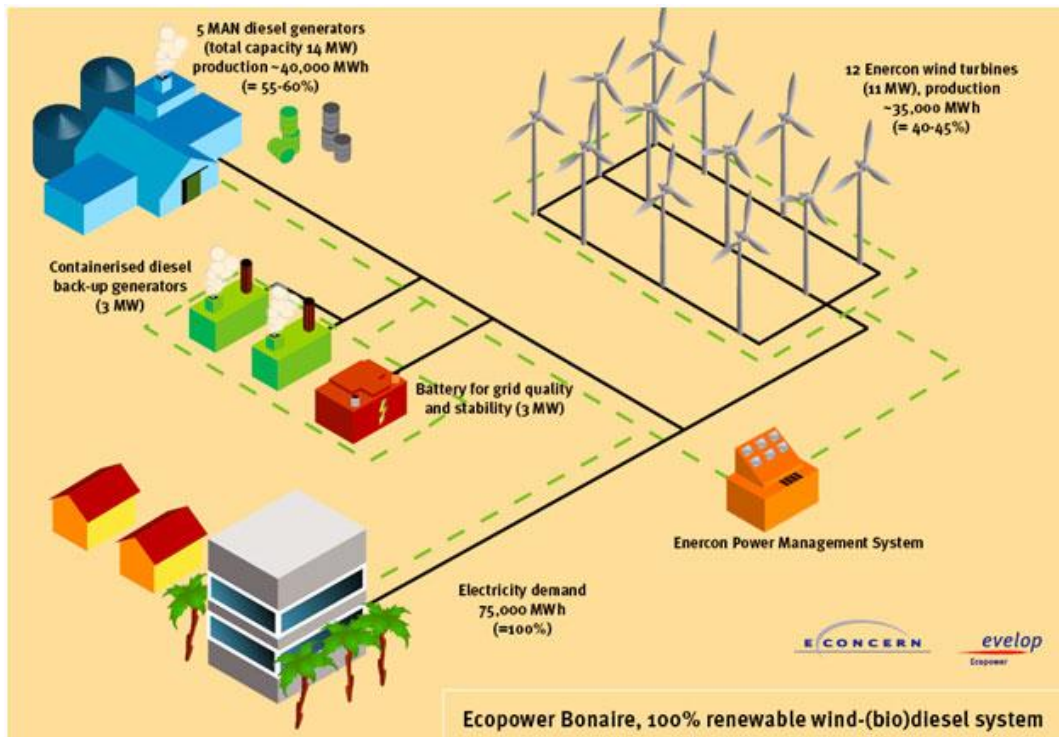 5 MAN diesel generators
(total capacity 14 MW)
production ~40,000 MWh
(= 55-60%)
12 Enercon wind turbines
(11 MW), production
~35,000 MWh
(= 40-45%)
Containerised diesel
back-up generators
(3 MW)
Battery for grid quality
and stability (3 MW)
Enercon Power Management System
Electricity demand
75,000 MWh
(=100%)
ECONCERN
evelop
Ecopower
Ecopower Bonaire, 100% renewable wind-(bio)diesel system